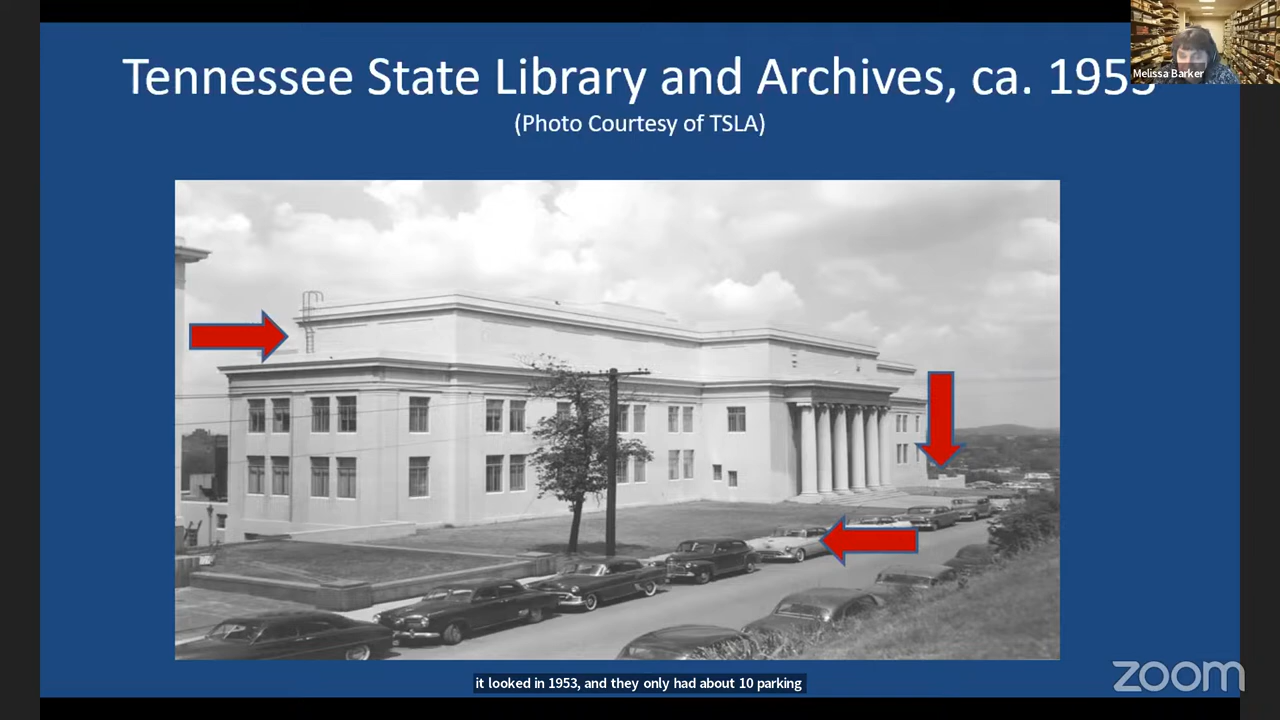 Tennessee State Library and Archives, ca. 1953
(Photo Courtesy of TSLA)
Melissa Barker
it looked in 1953, and they only had about 10 parking
zoom